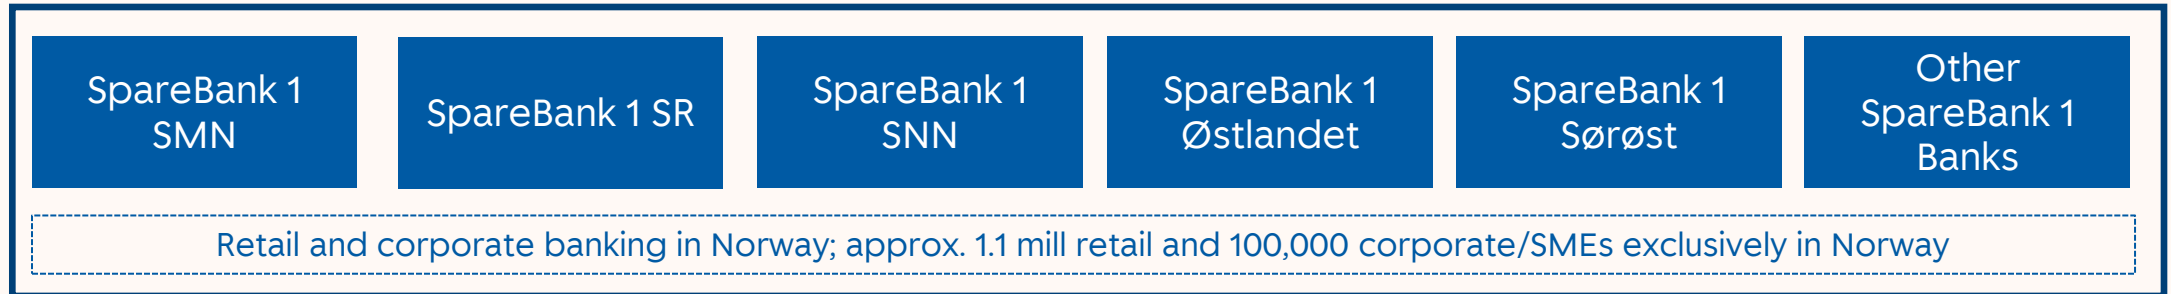 SpareBank 1
SMN
SpareBank 1 SR
SpareBank 1
SNN
SpareBank 1
Østlandet
SpareBank 1
Sørøst
Other
SpareBank 1
Banks
Retail and corporate banking in Norway; approx. 1.1 mill retail and 100,000 corporate/SMEs exclusively in Norway